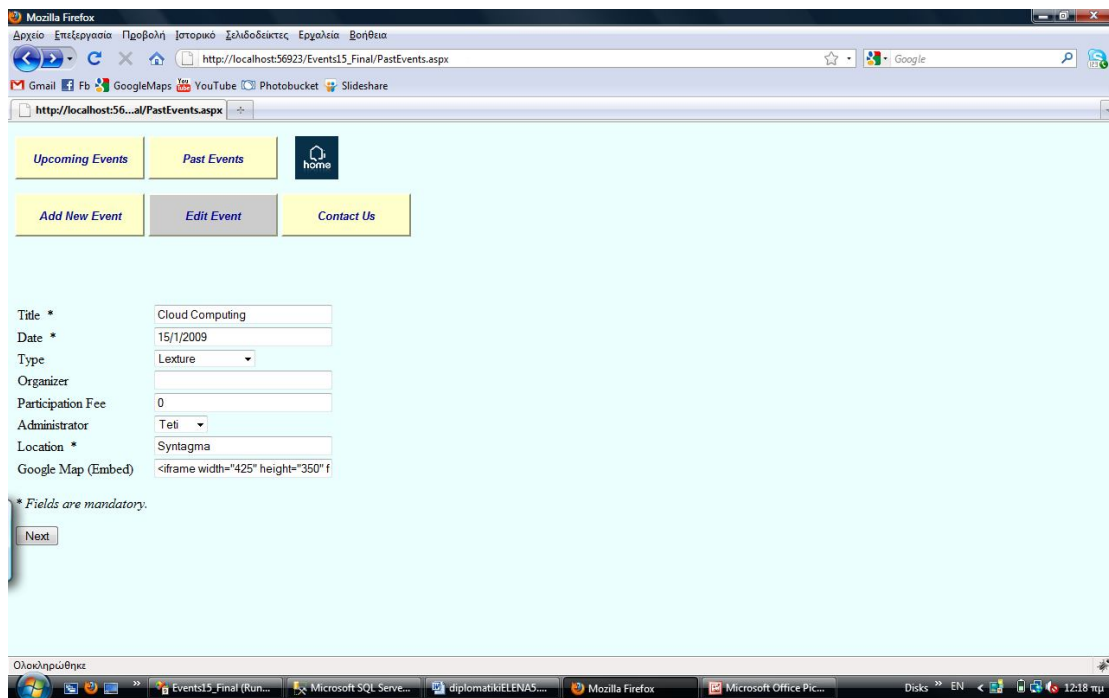 Mozilla Firefox
Αρχείο Επεξεργασία Προβολή Ιστορικό Σελιδοδείκτες Εργαλεία Βοήθεια
http://localhost:56923/Events15_Final/PastEvents.aspx Google
Gmail Fb GoogleMaps YouTube Photobucket Slideshare
http://localhost:56...al/PastEvents.aspx
Upcoming Events Past Events home
Add New Event Edit Event Contact Us
Title * Cloud Computing
Date * 15/1/2009
Type Lexture
Organizer
Participation Fee 0
Administrator Teti
Location * Syntagma
Google Map (Embed) <iframe width="425" height="350" f
* Fields are mandatory.
Next
Ολοκληρώθηκε
Events15_Final (Run... Microsoft SQL Serve... diplomatikiELENA5.... Mozilla Firefox Microsoft Office Pic... Disks » EN < 12:18 πμ